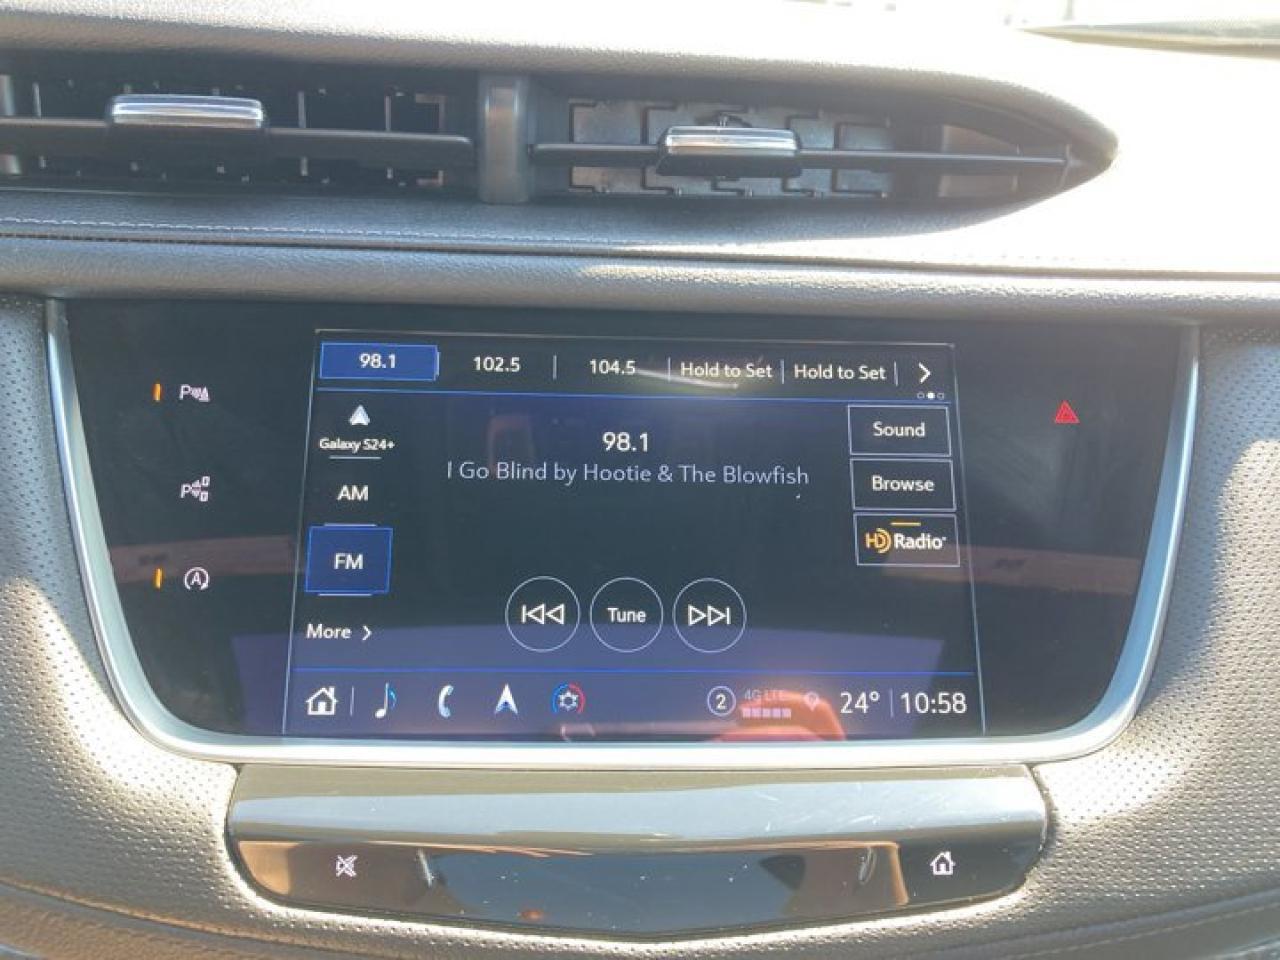 98.1 102.5 104.5 Hold to Set Hold to Set
Galaxy S24+
98.1
Sound
I Go Blind by Hootie & The Blowfish
AM
Browse
FM
HD Radio
Tune
More
2 4G LTE 24° 10:58
P
P
A